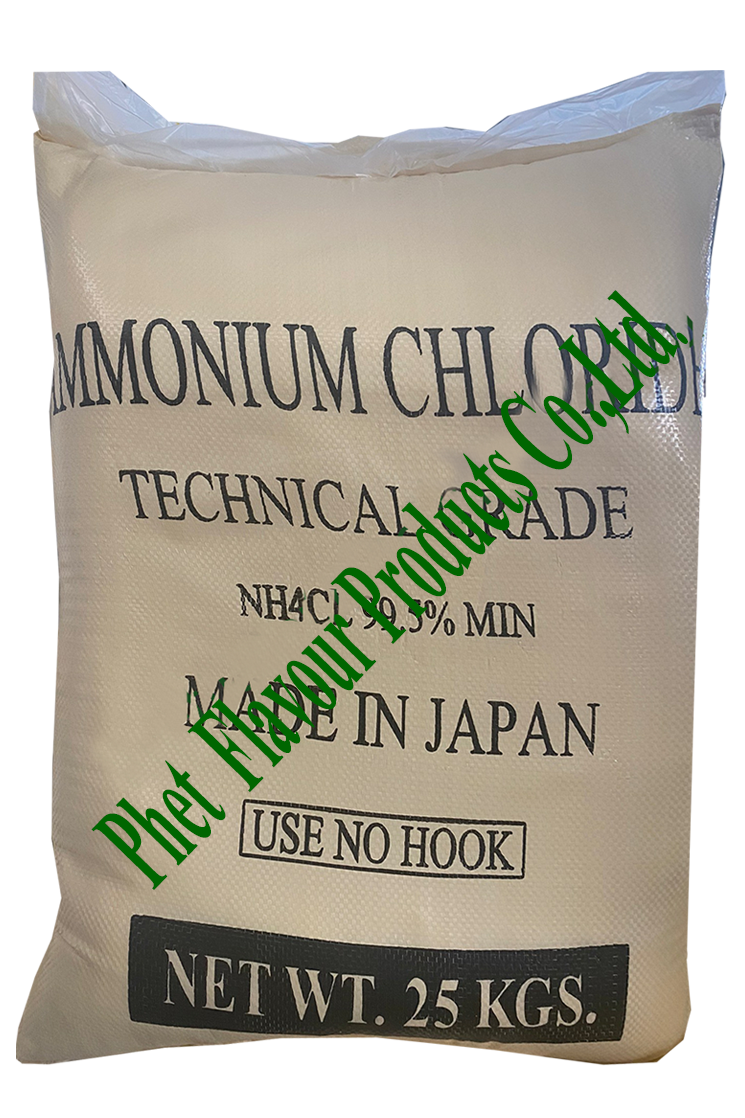 AMMONIUM CHLORIDE
TECHNICAL GRADE
NH4CL 99.5% MIN
MADE IN JAPAN
USE NO HOOK
NET WT. 25 KGS.
Phet Flavour Products Co.,Ltd.